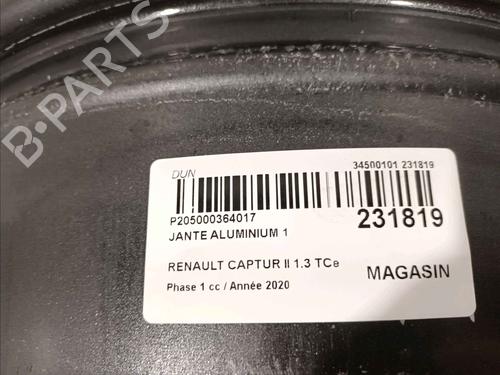 B-PARTS
DUN
34500101 231819
P205000364017
231819
JANTE ALUMINIUM 1
RENAULT CAPTUR II 1.3 TCe
MAGASIN
Phase 1 cc / Année 2020